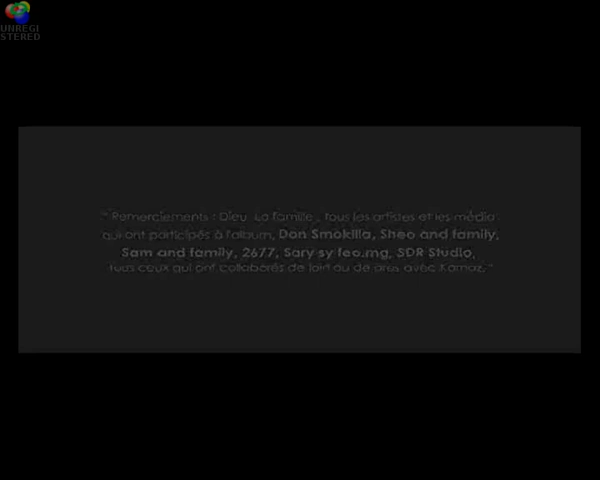 UNREGI
STERED
" Remerciements : Dieu, La famille , tous les artistes et les média
qui ont participés à l'album, Don Smokilla, Sheo and family,
Sam and family, 2677, Sary sy feo.mg, SDR Studio,
tous ceux qui ont collaborés de loin ou de près avec Kamoz. "